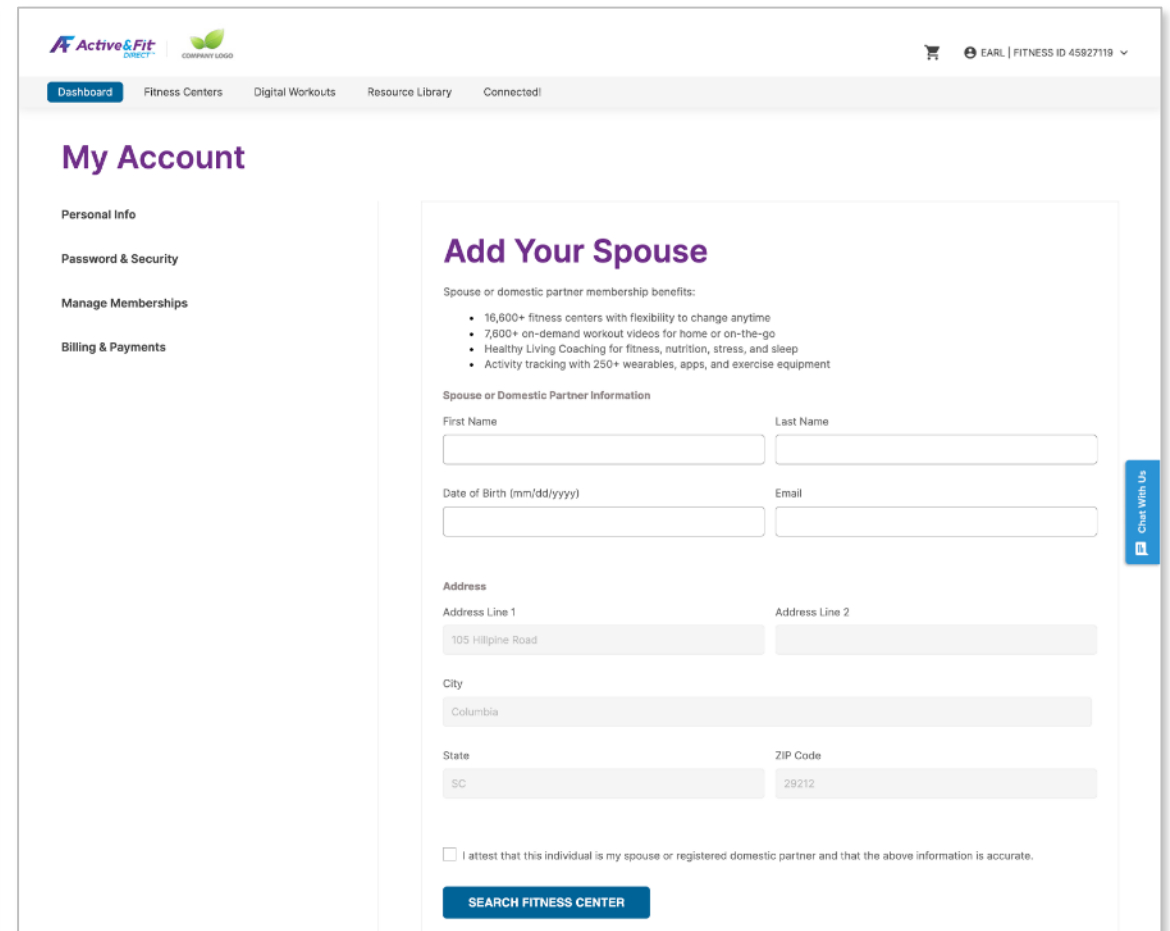 Active&Fit
DIRECT™
COMPANY LOGO
EARL | FITNESS ID 45927119
Dashboard Fitness Centers Digital Workouts Resource Library Connected!
My Account
Personal Info
Password & Security
Manage Memberships
Billing & Payments
Add Your Spouse
Spouse or domestic partner membership benefits:
• 16,600+ fitness centers with flexibility to change anytime
• 7,600+ on-demand workout videos for home or on-the-go
• Healthy Living Coaching for fitness, nutrition, stress, and sleep
• Activity tracking with 250+ wearables, apps, and exercise equipment
Spouse or Domestic Partner Information
First Name Last Name
Date of Birth (mm/dd/yyyy) Email
Address
Address Line 1 Address Line 2
105 Hillpine Road
City
Columbia
State ZIP Code
SC 29212
I attest that this individual is my spouse or registered domestic partner and that the above information is accurate.
SEARCH FITNESS CENTER
Chat With Us